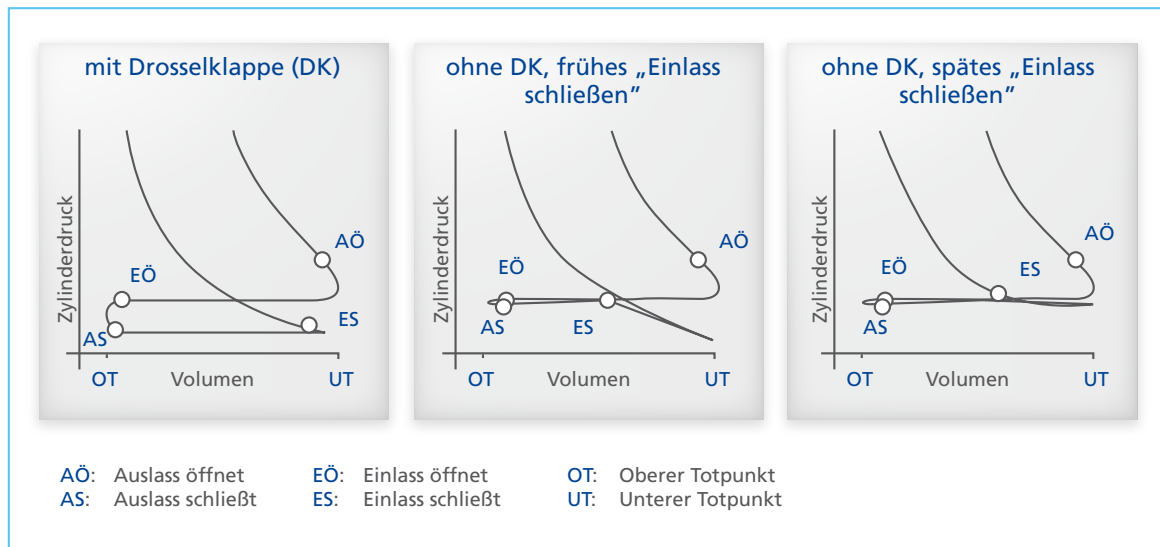 mit Drosselklappe (DK)
Zylinderdruck
AÖ
EÖ
ES
AS
OT
Volumen
UT
ohne DK, frühes „Einlass
schließen”
Zylinderdruck
AÖ
EÖ
AS
ES
OT
Volumen
UT
ohne DK, spätes „Einlass
schließen”
Zylinderdruck
AÖ
EÖ
ES
AS
OT
Volumen
UT
AÖ: Auslass öffnet
AS: Auslass schließt
EÖ: Einlass öffnet
ES: Einlass schließt
OT: Oberer Totpunkt
UT: Unterer Totpunkt